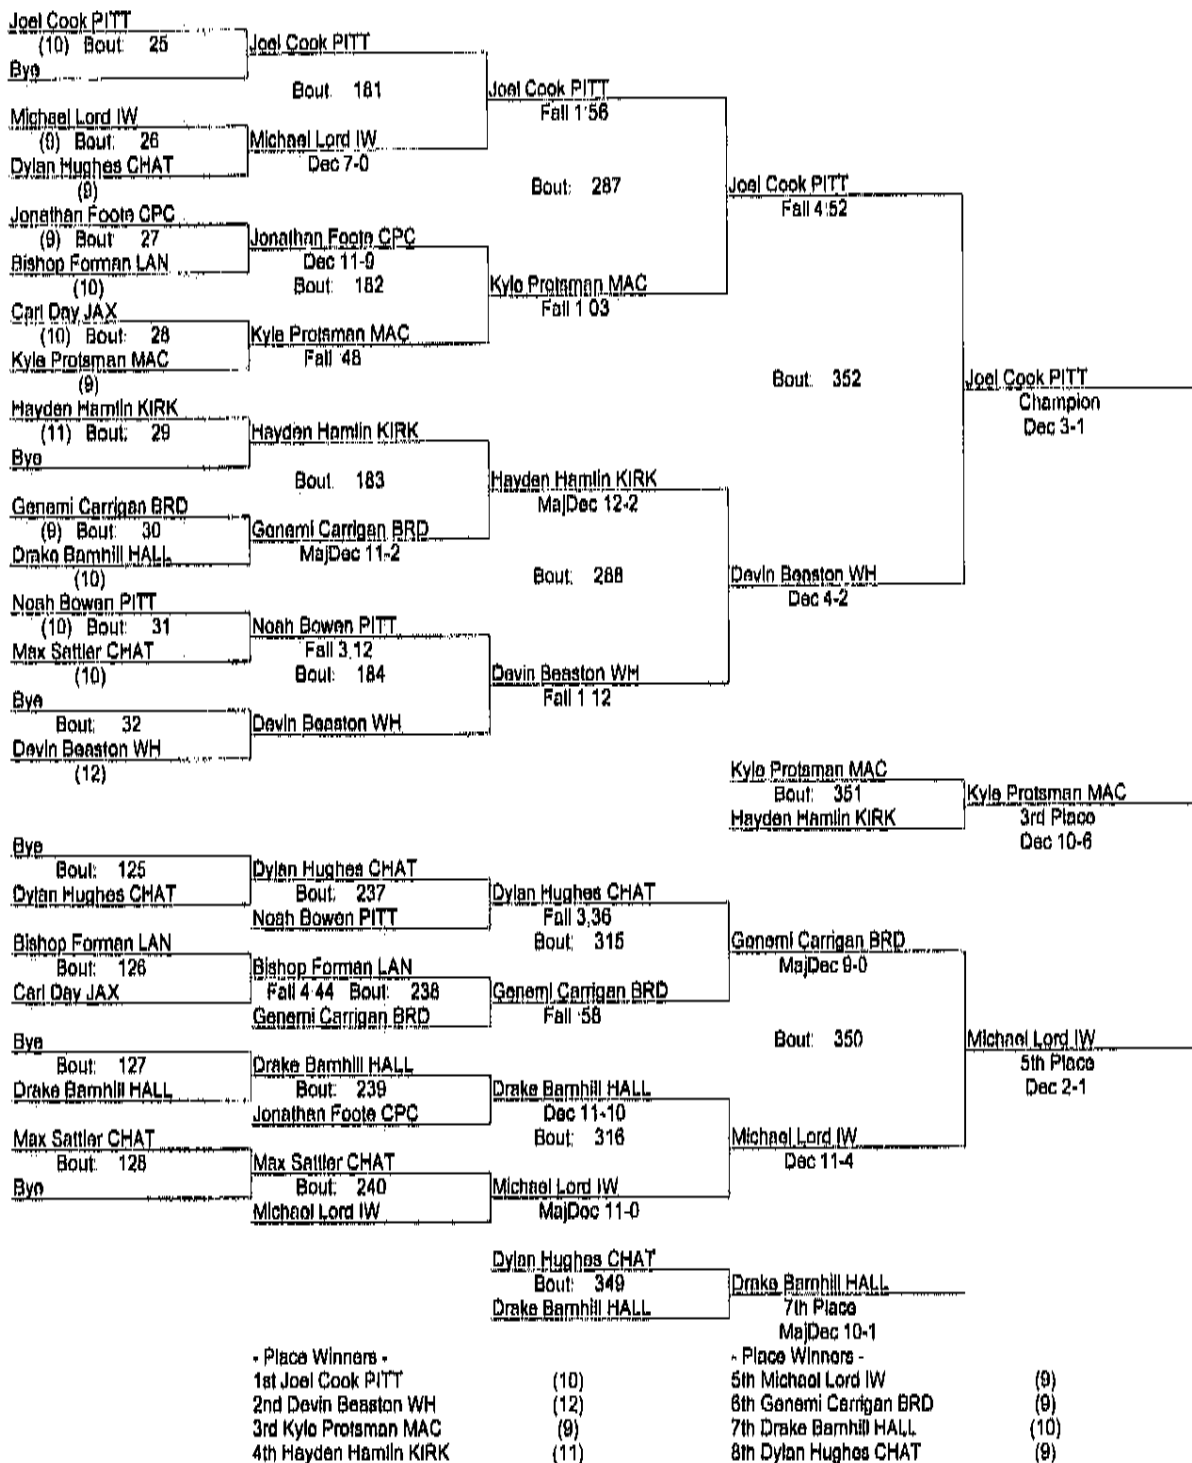 Joel Cook PITT
(10) Bout: 25
Bye
Joel Cook PITT
Bout: 181
Michael Lord IW
(9) Bout: 26
Dylan Hughes CHAT
(9)
Michael Lord IW
Dec 7-0
Joel Cook PITT
Fall 1:56
Bout: 287
Jonathan Foote CPC
(9) Bout: 27
Bishop Forman LAN
(10)
Jonathan Foote CPC
Dec 11-9
Bout: 182
Carl Day JAX
(10) Bout: 28
Kyle Protsman MAC
(9)
Kyle Protsman MAC
Fall :48
Kyle Protsman MAC
Fall 1:03
Joel Cook PITT
Fall 4:52
Bout: 352
Joel Cook PITT
Champion
Dec 3-1
Hayden Hamlin KIRK
(11) Bout: 29
Bye
Hayden Hamlin KIRK
Bout: 183
Genemi Carrigan BRD
(9) Bout: 30
Drake Barnhill HALL
(10)
Genemi Carrigan BRD
MajDec 11-2
Hayden Hamlin KIRK
MajDec 12-2
Bout: 288
Noah Bowen PITT
(10) Bout: 31
Max Sattler CHAT
(10)
Noah Bowen PITT
Fall 3:12
Bout: 184
Bye
Bout: 32
Devin Beaston WH
(12)
Devin Beaston WH
Devin Beaston WH
Fall 1:12
Devin Beaston WH
Dec 4-2
Kyle Protsman MAC
Bout: 351
Hayden Hamlin KIRK
Kyle Protsman MAC
3rd Place
Dec 10-6
Bye
Bout: 125
Dylan Hughes CHAT
Dylan Hughes CHAT
Bout: 237
Noah Bowen PITT
Dylan Hughes CHAT
Fall 3:36
Bout: 315
Bishop Forman LAN
Bout: 126
Carl Day JAX
Bishop Forman LAN
Fall 4:44 Bout: 238
Genemi Carrigan BRD
Genemi Carrigan BRD
Fall :58
Genemi Carrigan BRD
MajDec 9-0
Bout: 350
Michael Lord IW
5th Place
Dec 2-1
Bye
Bout: 127
Drake Barnhill HALL
Drake Barnhill HALL
Bout: 239
Jonathan Foote CPC
Drake Barnhill HALL
Dec 11-10
Bout: 316
Max Sattler CHAT
Bout: 128
Bye
Max Sattler CHAT
Bout: 240
Michael Lord IW
Michael Lord IW
MajDec 11-0
Michael Lord IW
Dec 11-4
Dylan Hughes CHAT
Bout: 349
Drake Barnhill HALL
Drake Barnhill HALL
7th Place
MajDec 10-1
- Place Winners -
1st Joel Cook PITT (10)
2nd Devin Beaston WH (12)
3rd Kyle Protsman MAC (9)
4th Hayden Hamlin KIRK (11)
- Place Winners -
5th Michael Lord IW (9)
6th Genemi Carrigan BRD (9)
7th Drake Barnhill HALL (10)
8th Dylan Hughes CHAT (9)